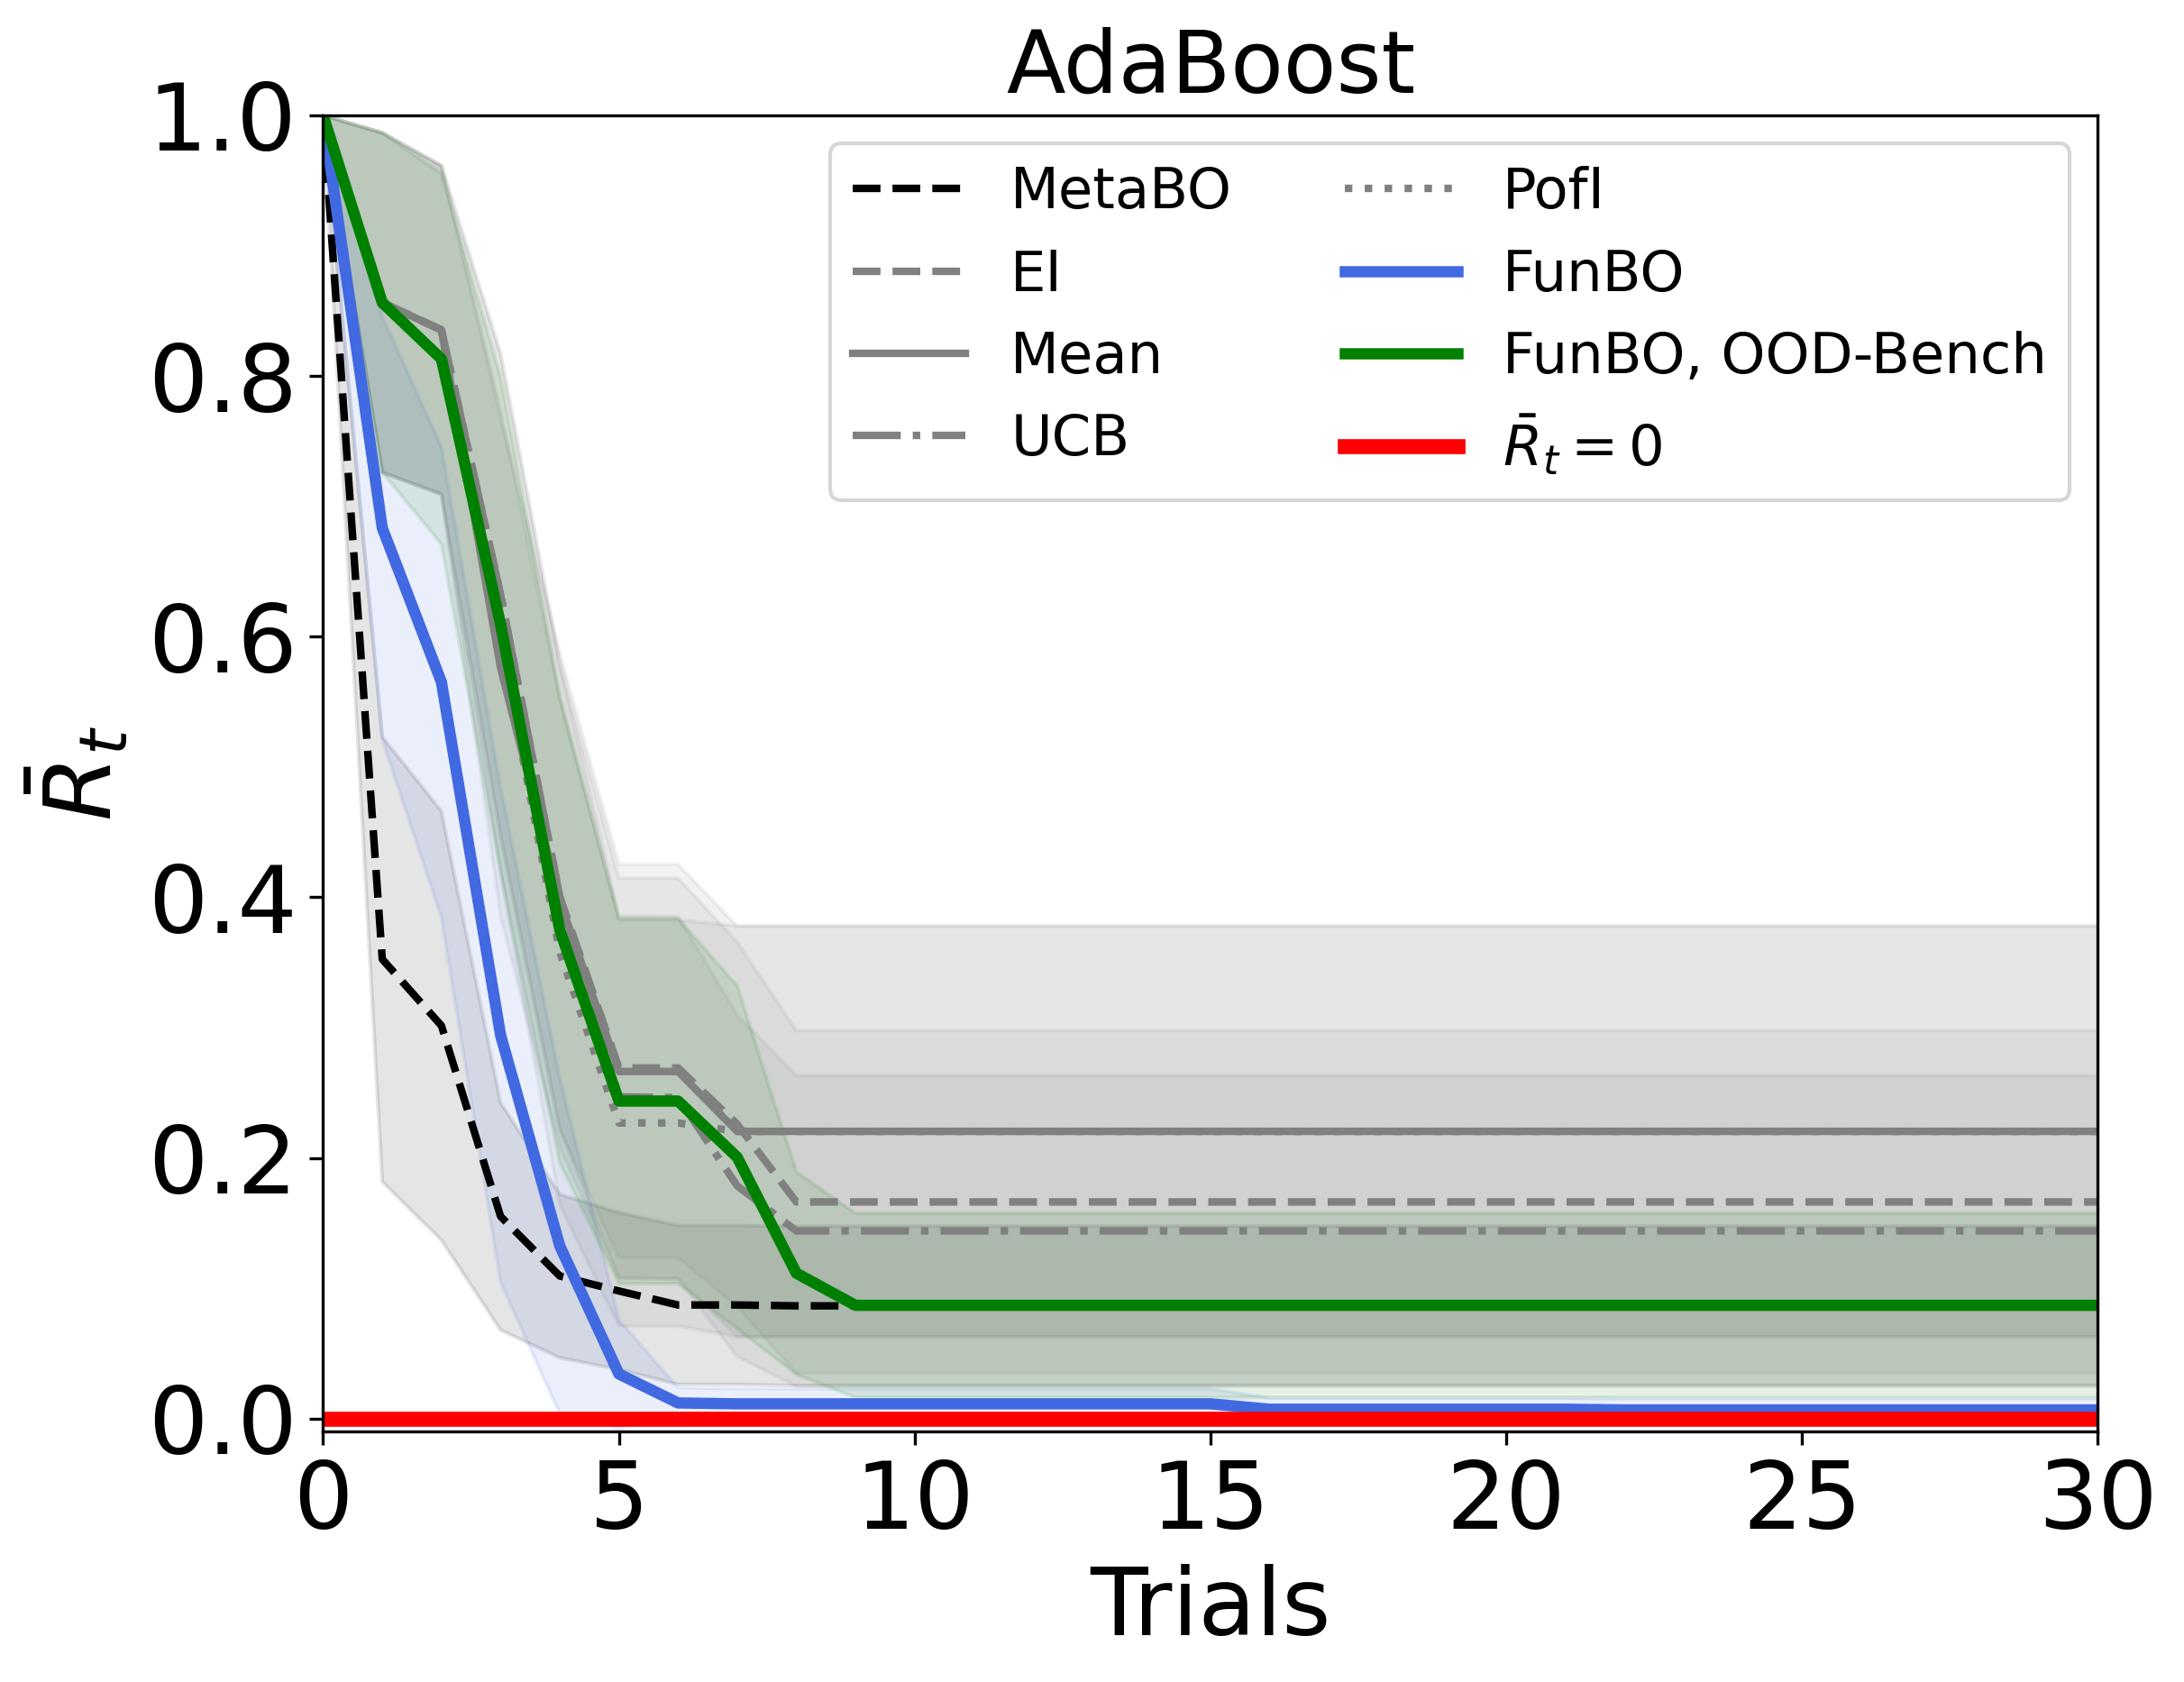 AdaBoost
1.0
0.8
0.6
0.4
0.2
0.0
R̄t
MetaBO
EI
Mean
UCB
PofI
FunBO
FunBO, OOD-Bench
R̄t = 0
0 5 10 15 20 25 30
Trials